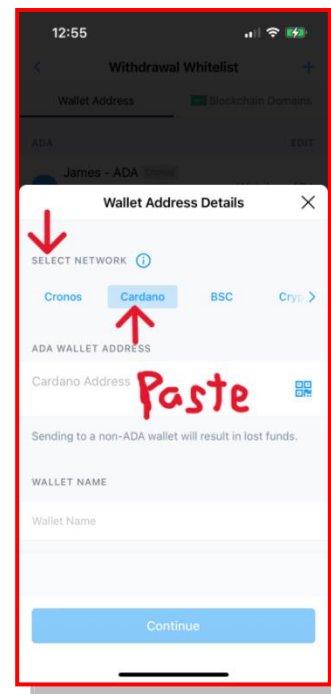 12:55
Withdrawal Whitelist
Wallet Address Blockchain Domains
ADA EDIT
James - ADA Cronos
Wallet Address Details
SELECT NETWORK
Cronos Cardano BSC
ADA WALLET ADDRESS
Cardano Address
Paste
Sending to a non-ADA wallet will result in lost funds.
WALLET NAME
Wallet Name
Continue